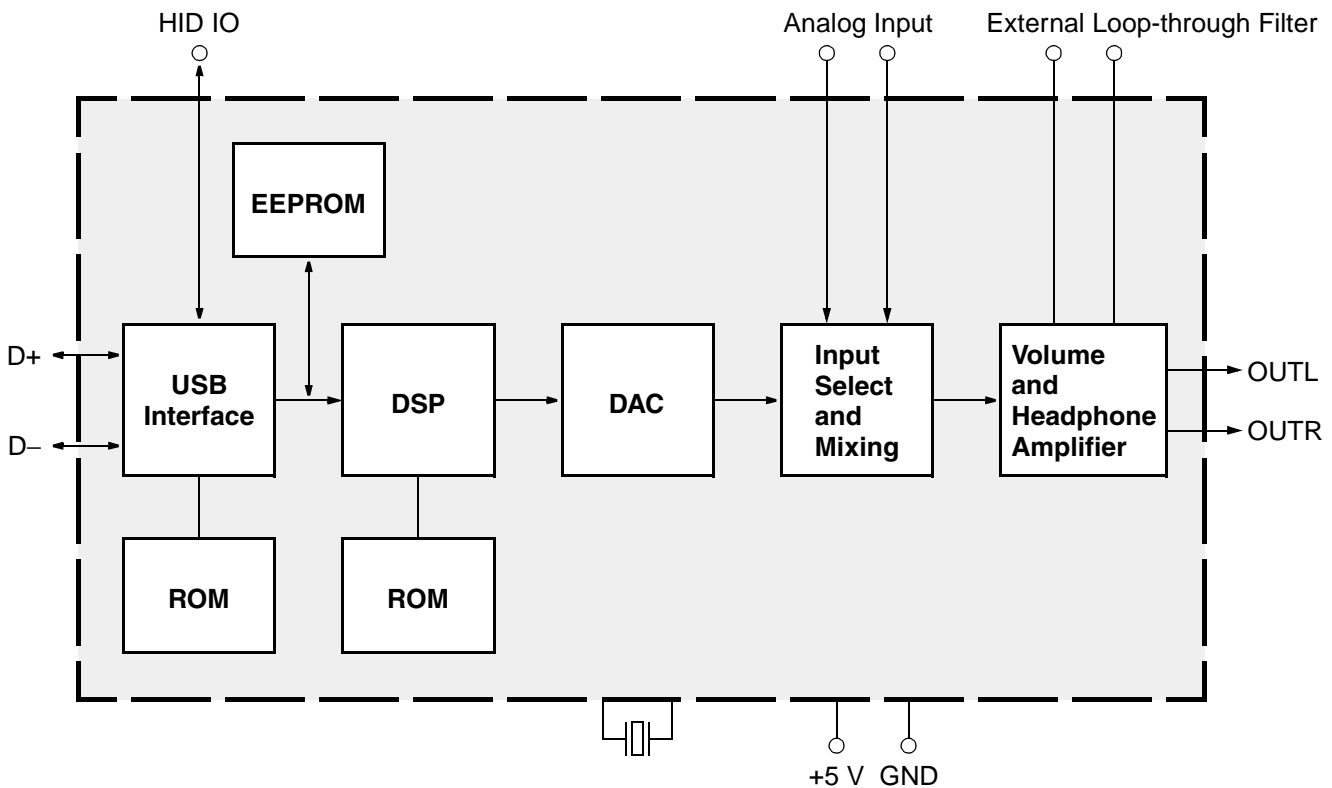 HID IO
Analog Input
External Loop-through Filter
EEPROM
D+
D–
USB
Interface
DSP
DAC
Input
Select
and
Mixing
Volume
and
Headphone
Amplifier
OUTL
OUTR
ROM
ROM
+5 V
GND